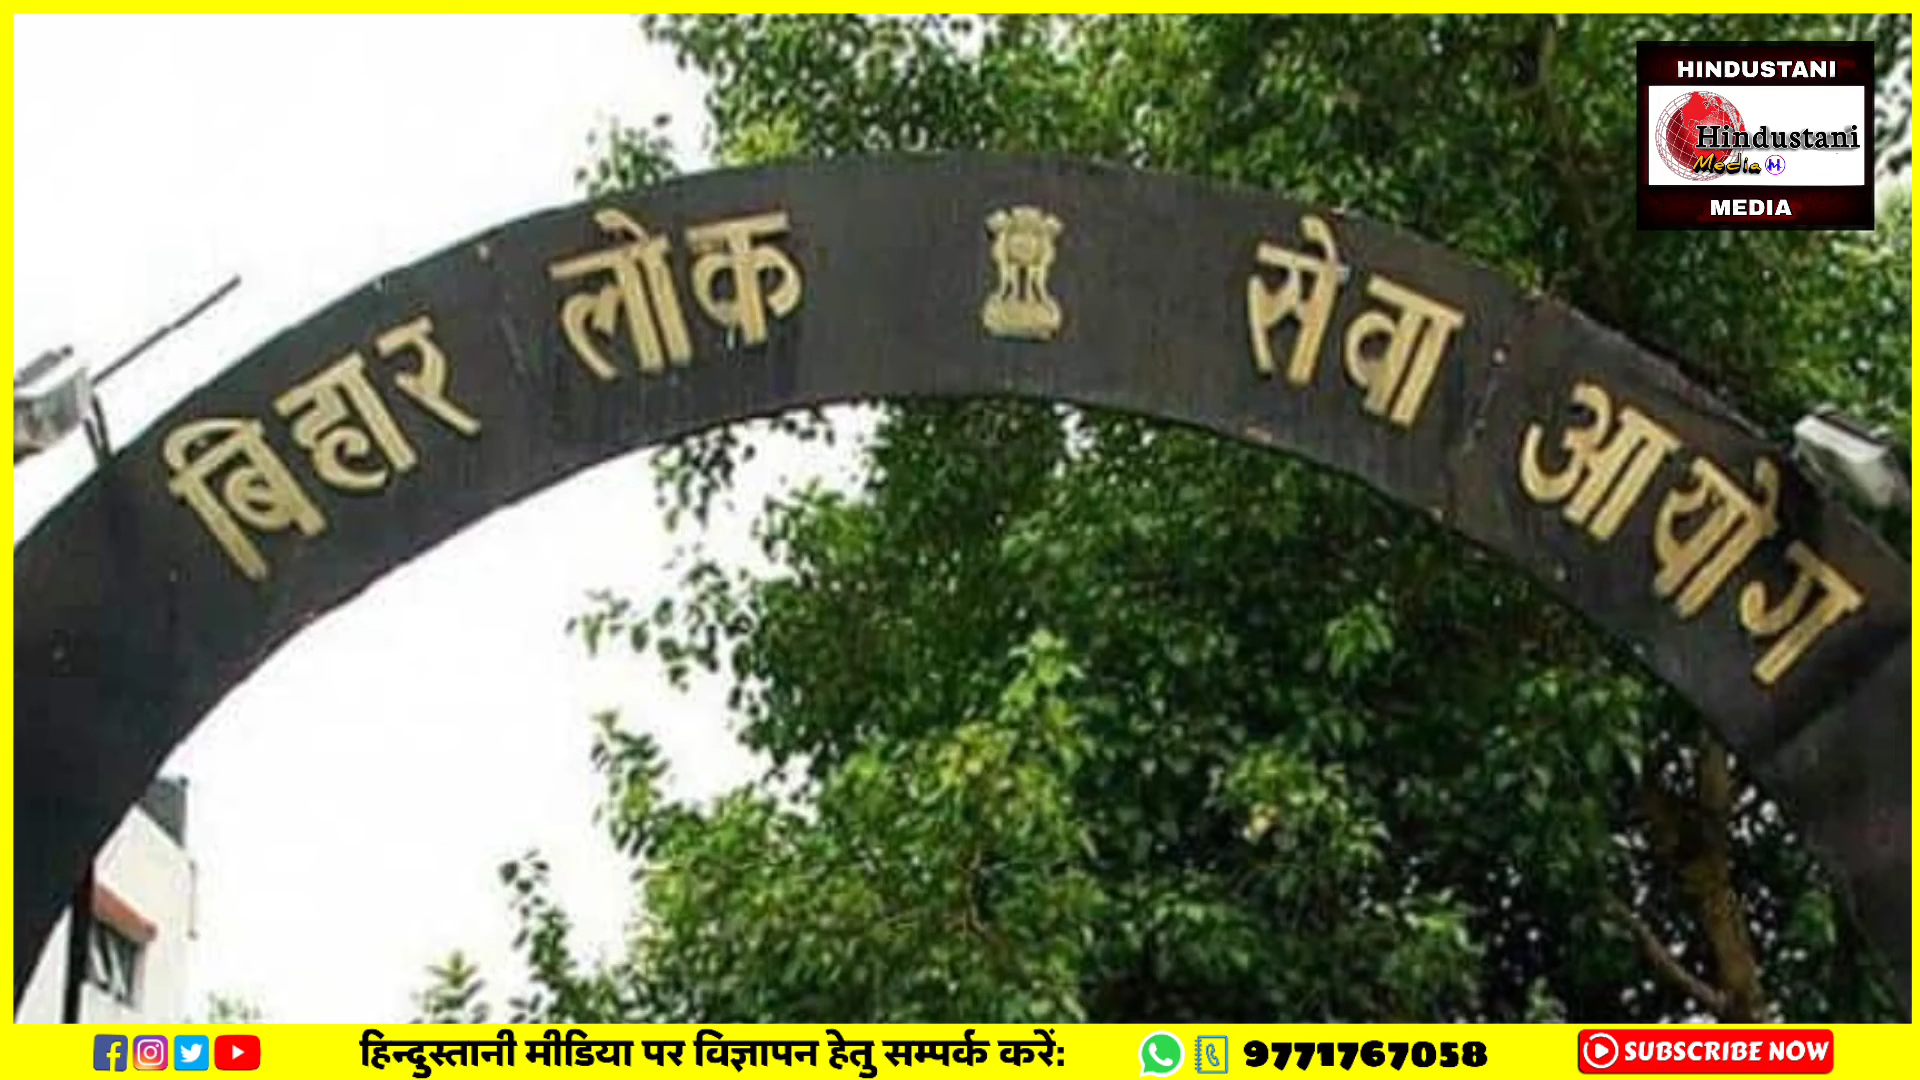 HINDUSTANI
Hindustani
Media M
MEDIA
बिहार लोक सेवा आयोग
हिन्दुस्तानी मीडिया पर विज्ञापन हेतु सम्पर्क करें: 9771767058 SUBSCRIBE NOW